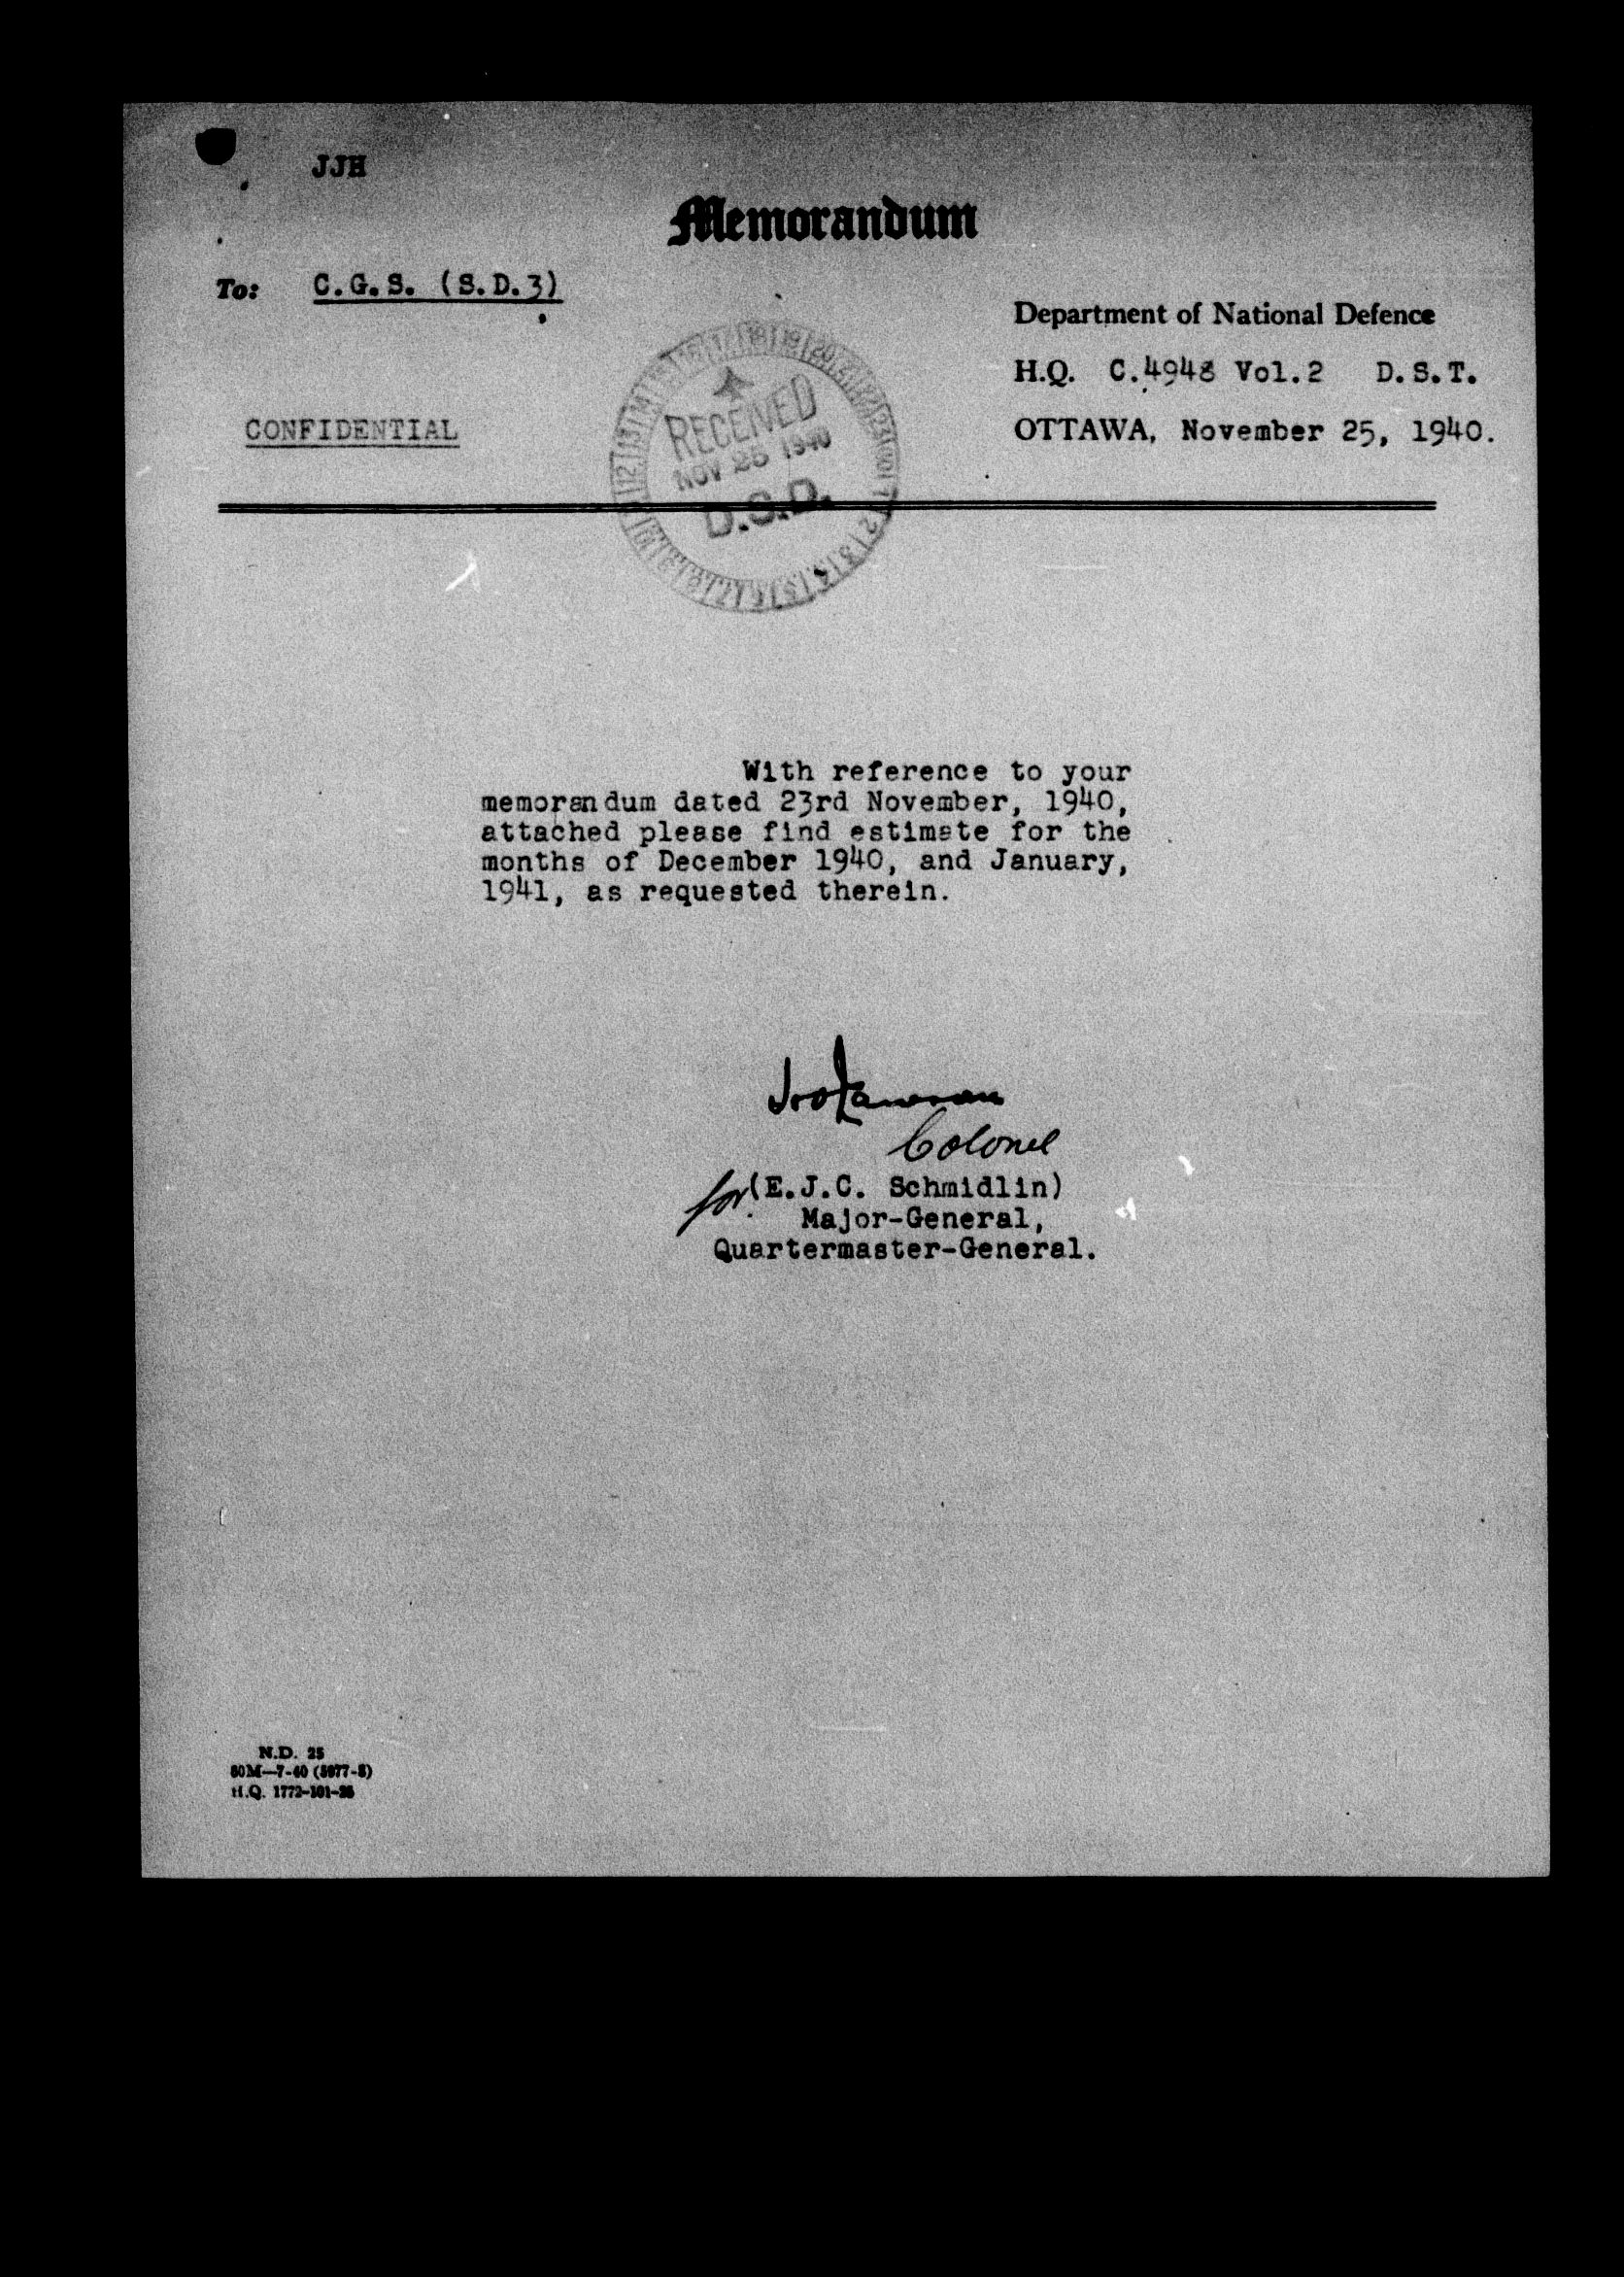 JJH
Memorandum
To: C.G.S. (S.D.3)
Department of National Defence
H.Q. C.4948 Vol.2 D.S.T.
CONFIDENTIAL
OTTAWA, November 25, 1940.
RECEIVED
NOV 25 1940
D.S.D.
With reference to your
memorandum dated 23rd November, 1940,
attached please find estimate for the
months of December 1940, and January,
1941, as requested therein.
Colonel
for (E.J.C. Schmidlin)
Major-General,
Quartermaster-General.
N.D. 25
H.Q. 1772-